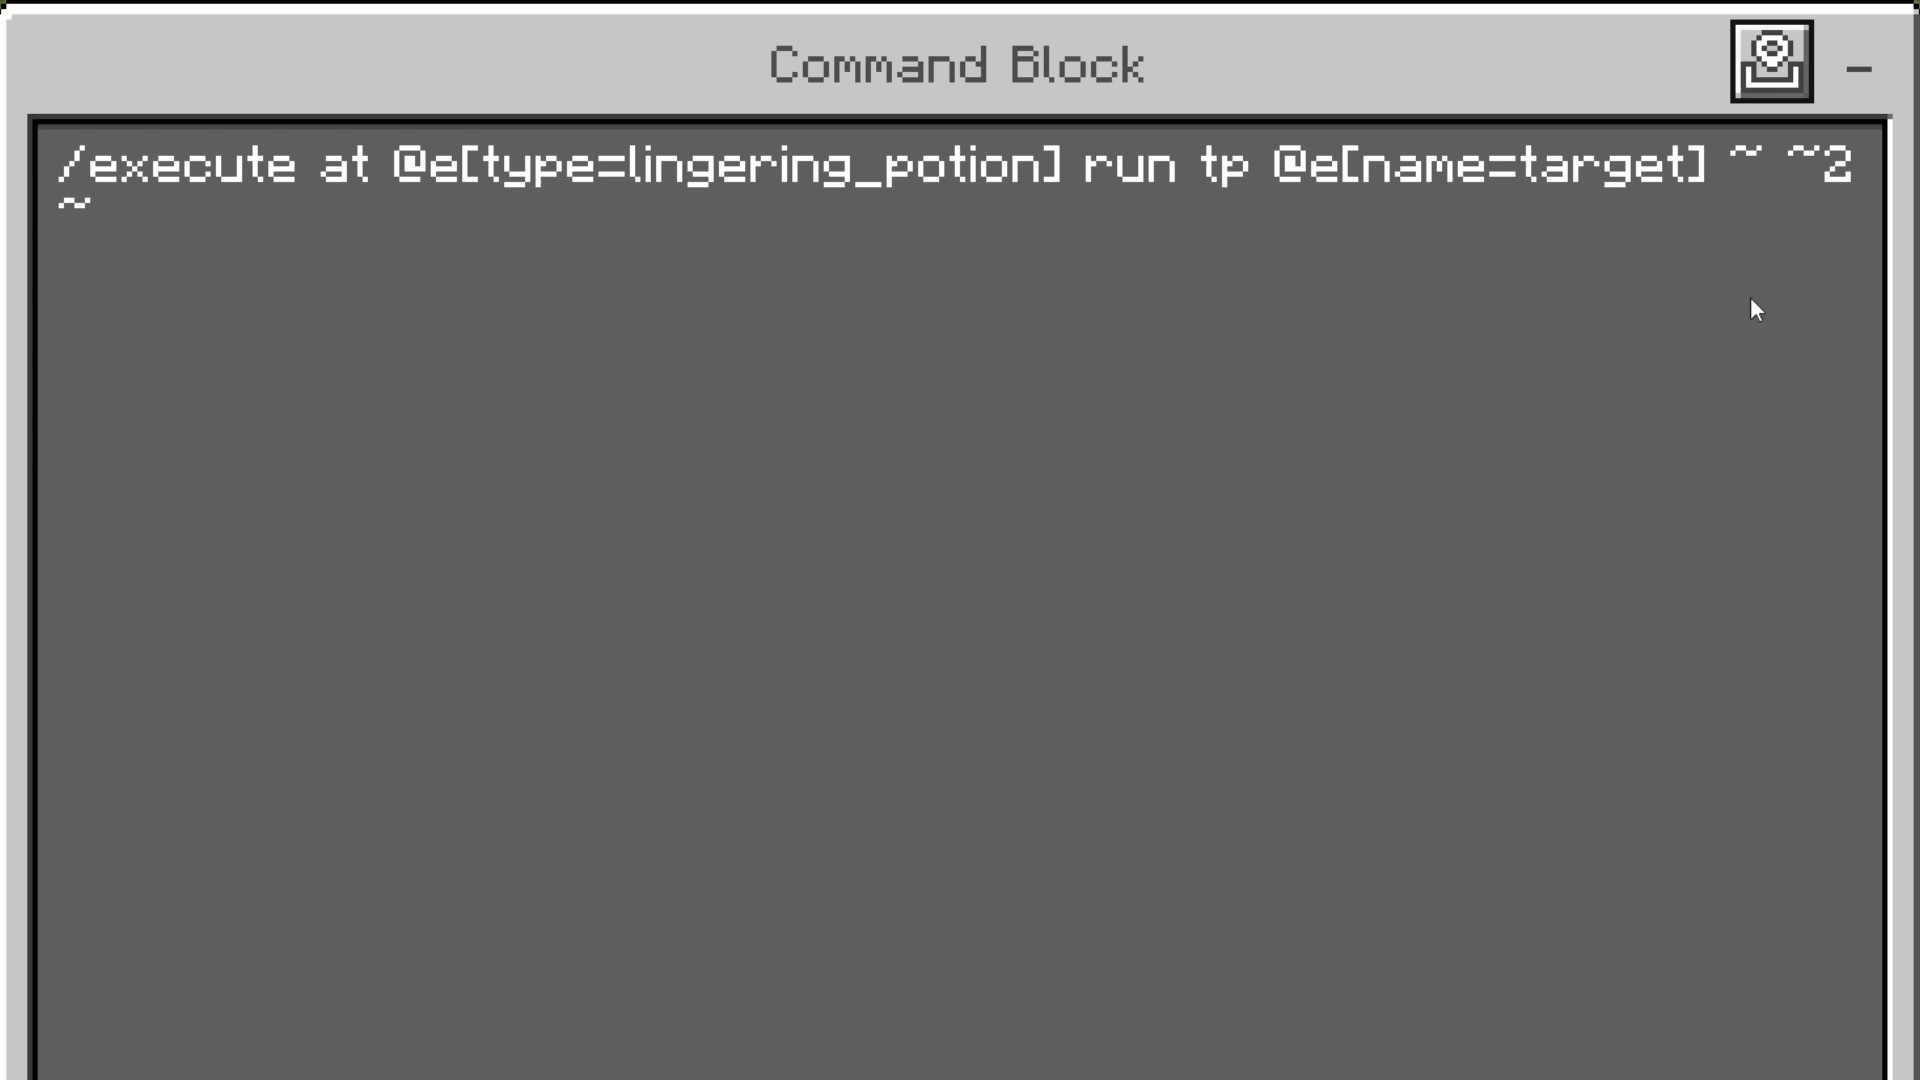 Command Block
/execute at @e[type=lingering_potion] run tp @e[name=target] ~ ~2
~